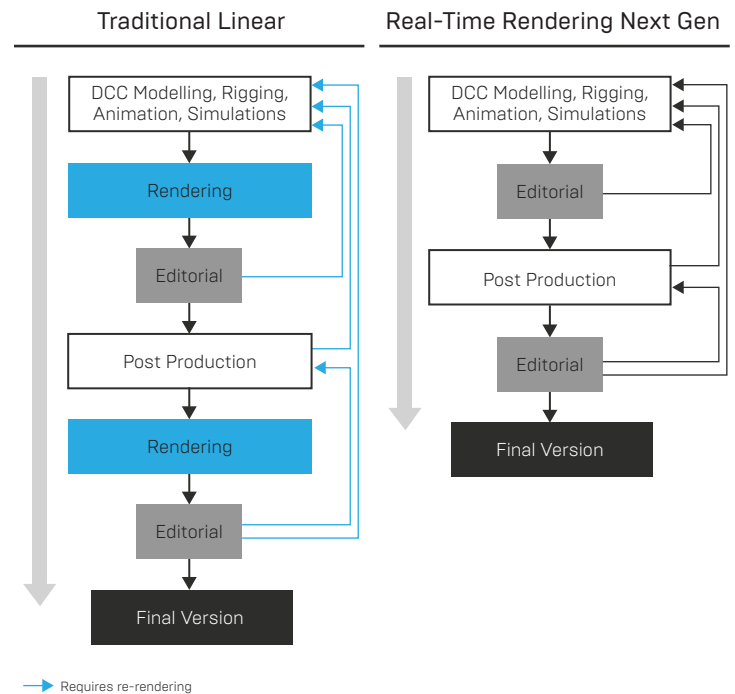 Traditional Linear
DCC Modelling, Rigging,
Animation, Simulations
Rendering
Editorial
Post Production
Rendering
Editorial
Final Version
Requires re-rendering
Real-Time Rendering Next Gen
DCC Modelling, Rigging,
Animation, Simulations
Editorial
Post Production
Editorial
Final Version